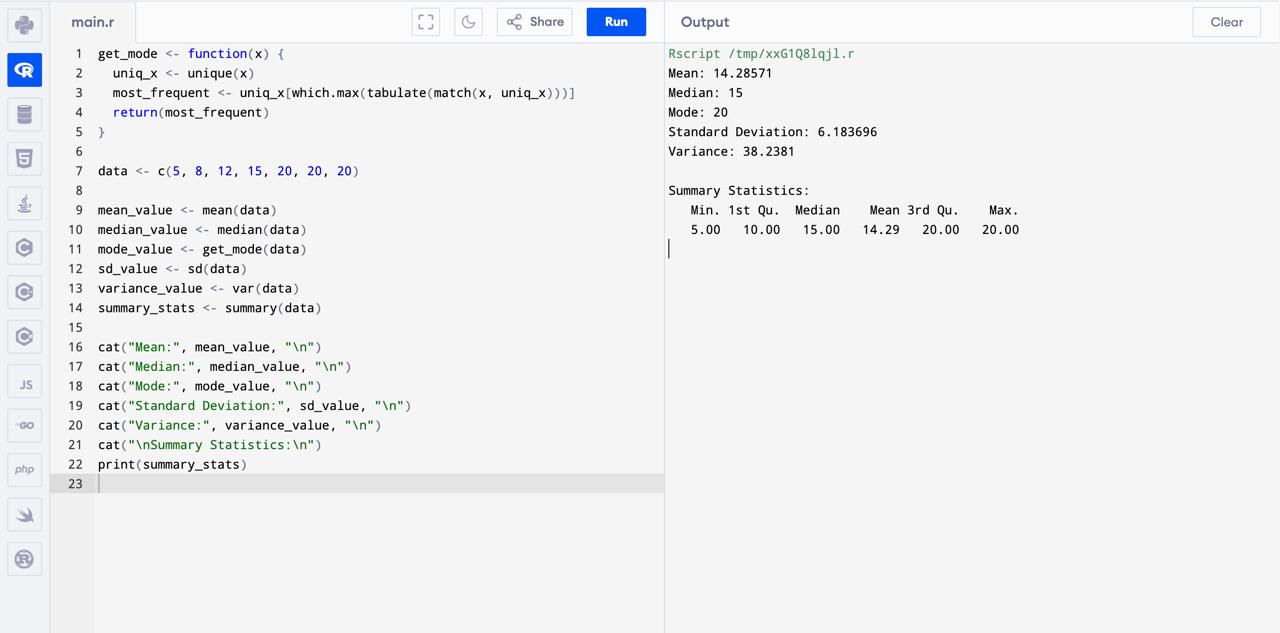 main.r
Share
Run
Output
Clear
1 get_mode <- function(x) {
2   uniq_x <- unique(x)
3   most_frequent <- uniq_x[which.max(tabulate(match(x, uniq_x)))]
4   return(most_frequent)
5 }
6
7 data <- c(5, 8, 12, 15, 20, 20, 20)
8
9 mean_value <- mean(data)
10 median_value <- median(data)
11 mode_value <- get_mode(data)
12 sd_value <- sd(data)
13 variance_value <- var(data)
14 summary_stats <- summary(data)
15
16 cat("Mean:", mean_value, "\n")
17 cat("Median:", median_value, "\n")
18 cat("Mode:", mode_value, "\n")
19 cat("Standard Deviation:", sd_value, "\n")
20 cat("Variance:", variance_value, "\n")
21 cat("\nSummary Statistics:\n")
22 print(summary_stats)
23
Rscript /tmp/xxG1Q8lqjl.r
Mean: 14.28571
Median: 15
Mode: 20
Standard Deviation: 6.183696
Variance: 38.2381
Summary Statistics:
   Min. 1st Qu.  Median    Mean 3rd Qu.    Max.
   5.00   10.00   15.00   14.29   20.00   20.00
R
5
C
C
C
JS
GO
php
R